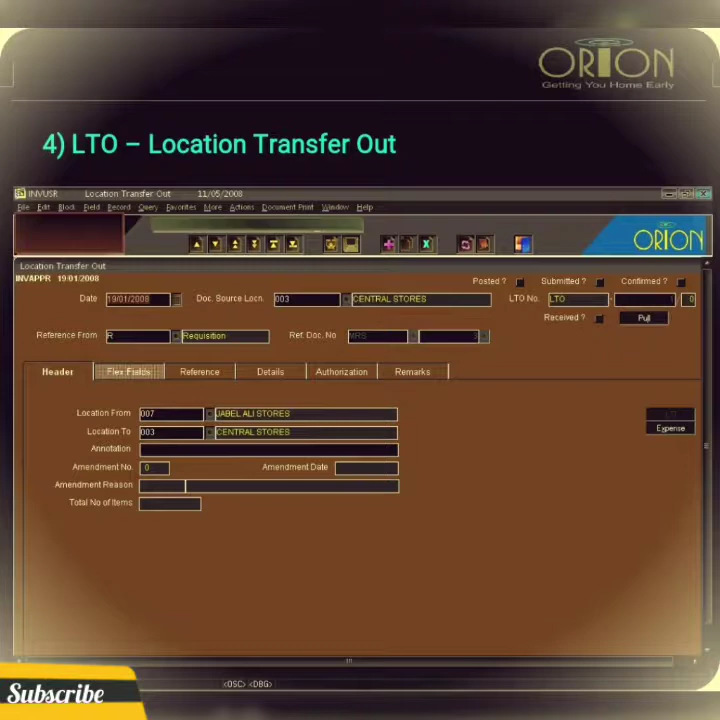 ORION
Getting You Home Early
4) LTO – Location Transfer Out
INVUSR Location Transfer Out 11/05/2008
File Edit Block Field Record Query Favorites More Actions Document Print Window Help
ORION
Location Transfer Out
INVAPPR 19/01/2008
Posted ? Submitted ? Confirmed ?
Date 19/01/2008 Doc. Source Locn. 003 CENTRAL STORES LTO No. LTO - 1 / 0
Received ? Pull
Reference From R Requisition Ref. Doc. No MRS 3
Header Flex Fields Reference Details Authorization Remarks
Location From 007 JABEL ALI STORES
Location To 003 CENTRAL STORES
Expense
Annotation
Amendment No. 0 Amendment Date
Amendment Reason
Total No of Items
Subscribe
<OSC> <DBG>